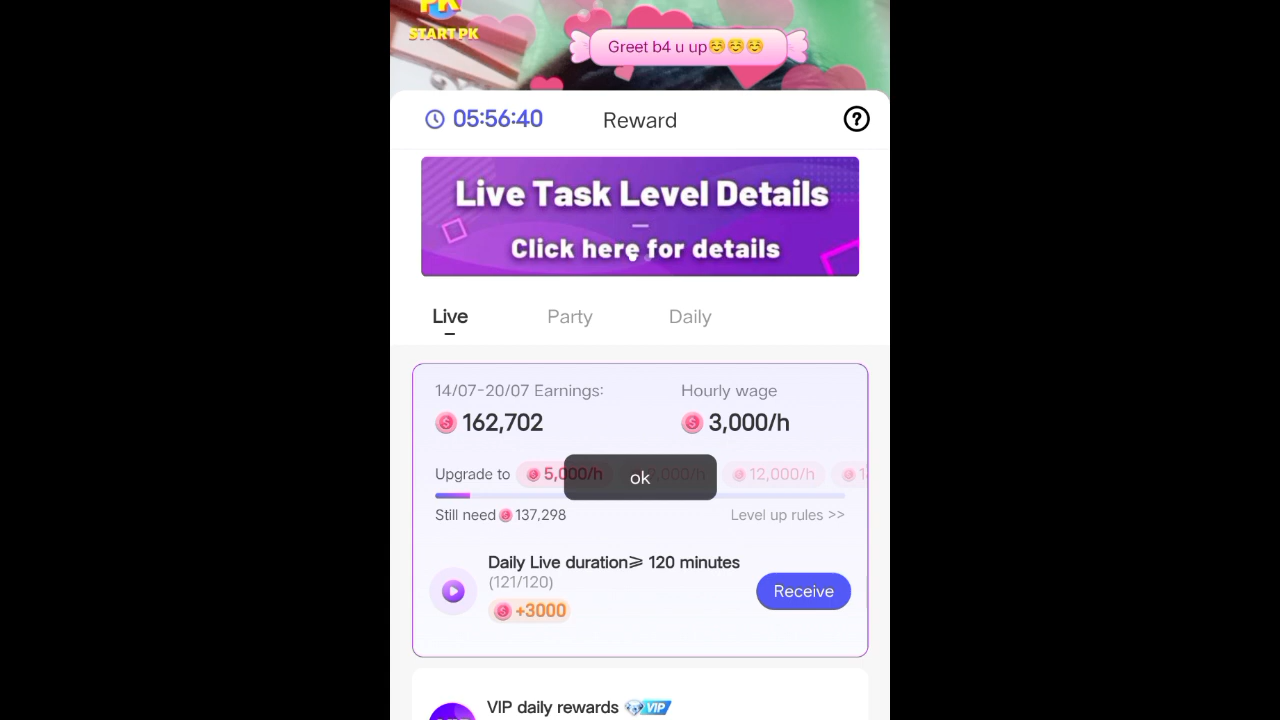 PK
START PK
Greet b4 u up☺️☺️☺️
05:56:40
Reward
Live Task Level Details
Click here for details
Live
Party
Daily
14/07-20/07 Earnings:
Hourly wage
162,702
3,000/h
Upgrade to
5,000/h
12,000/h
ok
Still need 137,298
Level up rules >>
Daily Live duration⩾ 120 minutes
(121/120)
+3000
Receive
VIP daily rewards VIP